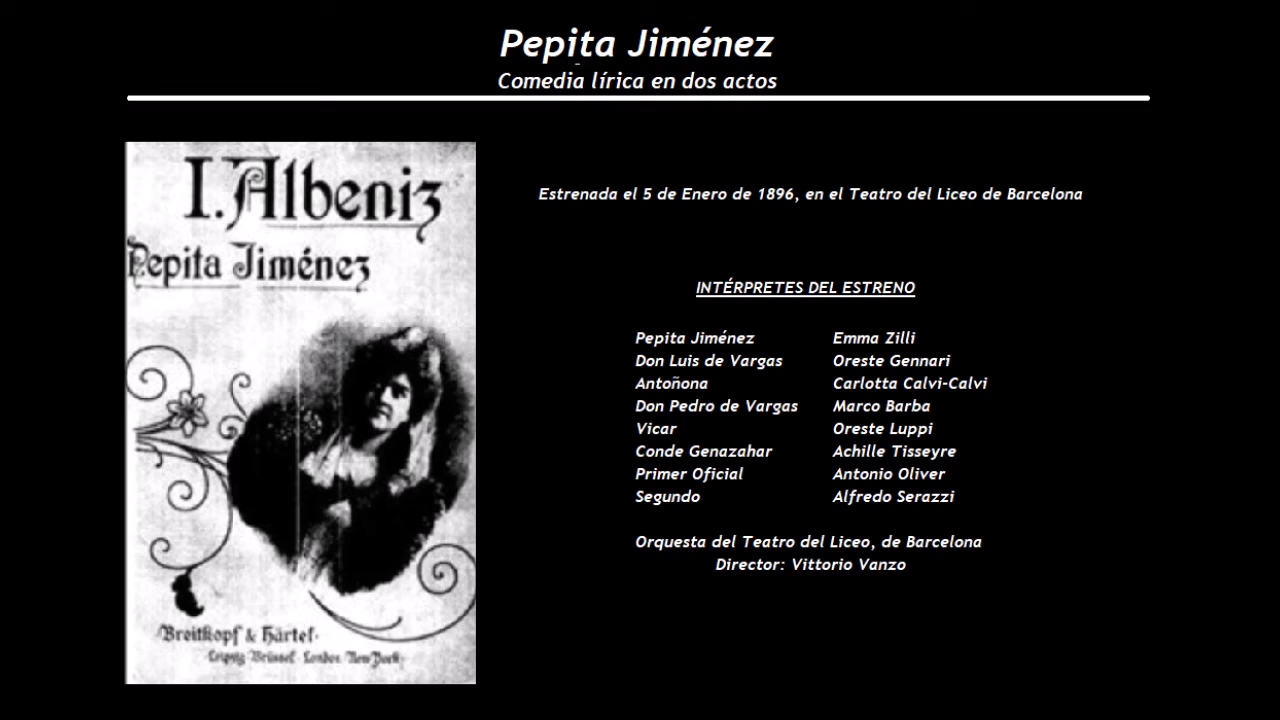 Pepita Jiménez
Comedia lírica en dos actos
I. Albeniz
Pepita Jiménez
Breitkopf & Härtel
Leipzig · Brüssel · London · New York
Estrenada el 5 de Enero de 1896, en el Teatro del Liceo de Barcelona
INTÉRPRETES DEL ESTRENO
Pepita Jiménez Emma Zilli
Don Luis de Vargas Oreste Gennari
Antoñona Carlotta Calvi-Calvi
Don Pedro de Vargas Marco Barba
Vicar Oreste Luppi
Conde Genazahar Achille Tisseyre
Primer Oficial Antonio Oliver
Segundo Alfredo Serazzi
Orquesta del Teatro del Liceo, de Barcelona
Director: Vittorio Vanzo